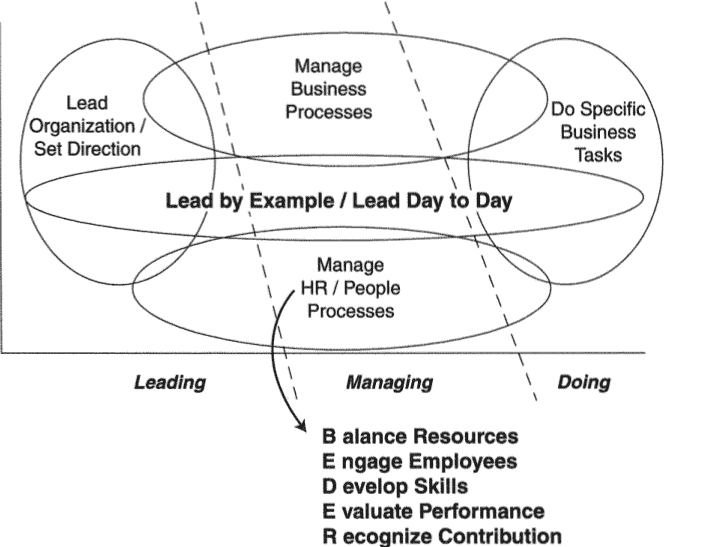 Manage
Business
Processes
Lead
Organization /
Set Direction
Do Specific
Business
Tasks
Lead by Example / Lead Day to Day
Manage
HR / People
Processes
Leading
Managing
Doing
B alance Resources
E ngage Employees
D evelop Skills
E valuate Performance
R ecognize Contribution